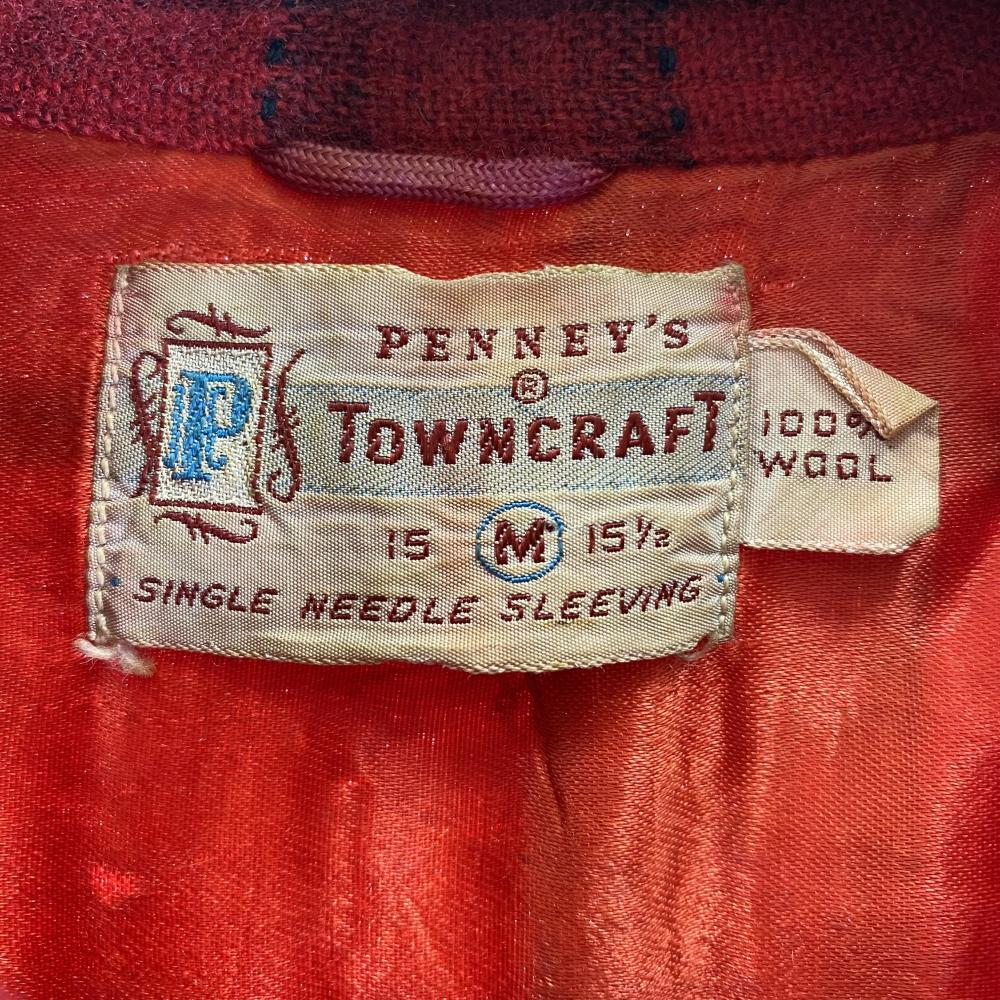 P
PENNEY'S
®
TOWNCRAFT
15 M 15½
SINGLE NEEDLE SLEEVING
100%
WOOL